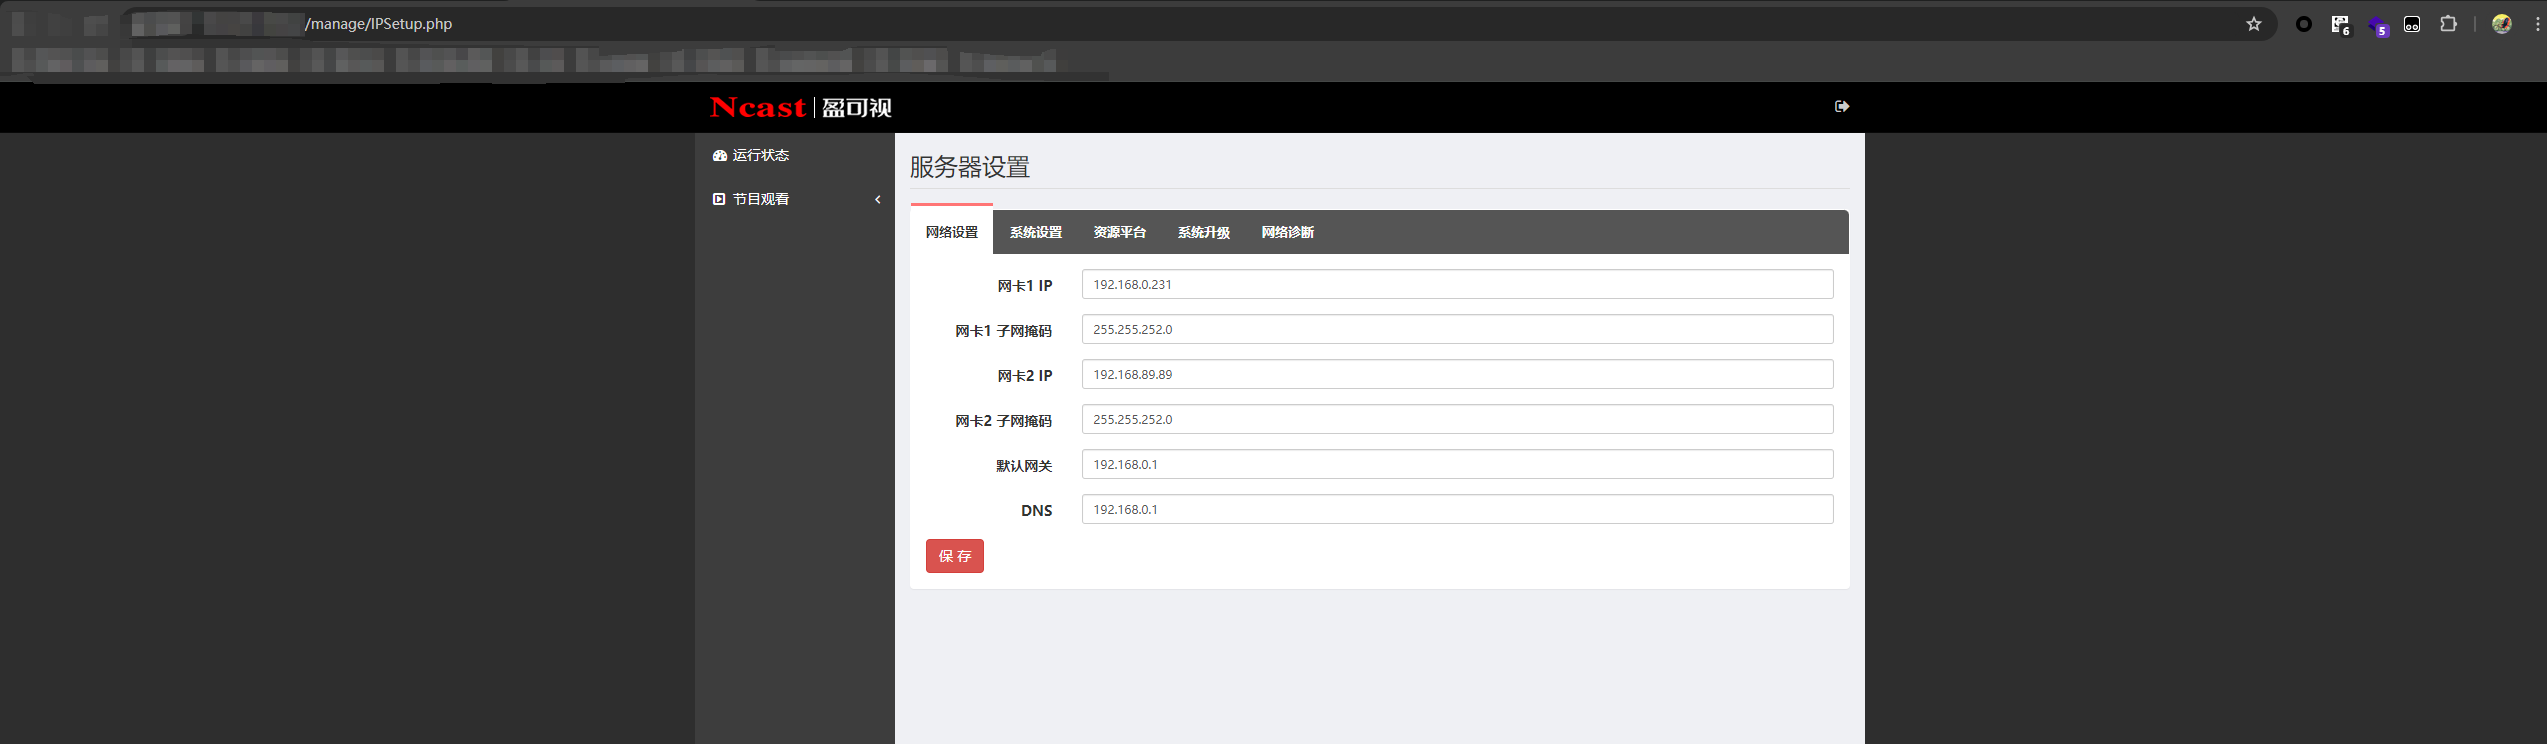 /manage/IPSetup.php
6
5
Ncast | 盈可视
运行状态
节目观看
服务器设置
网络设置 系统设置 资源平台 系统升级 网络诊断
网卡1 IP 192.168.0.231
网卡1 子网掩码 255.255.252.0
网卡2 IP 192.168.89.89
网卡2 子网掩码 255.255.252.0
默认网关 192.168.0.1
DNS 192.168.0.1
保 存